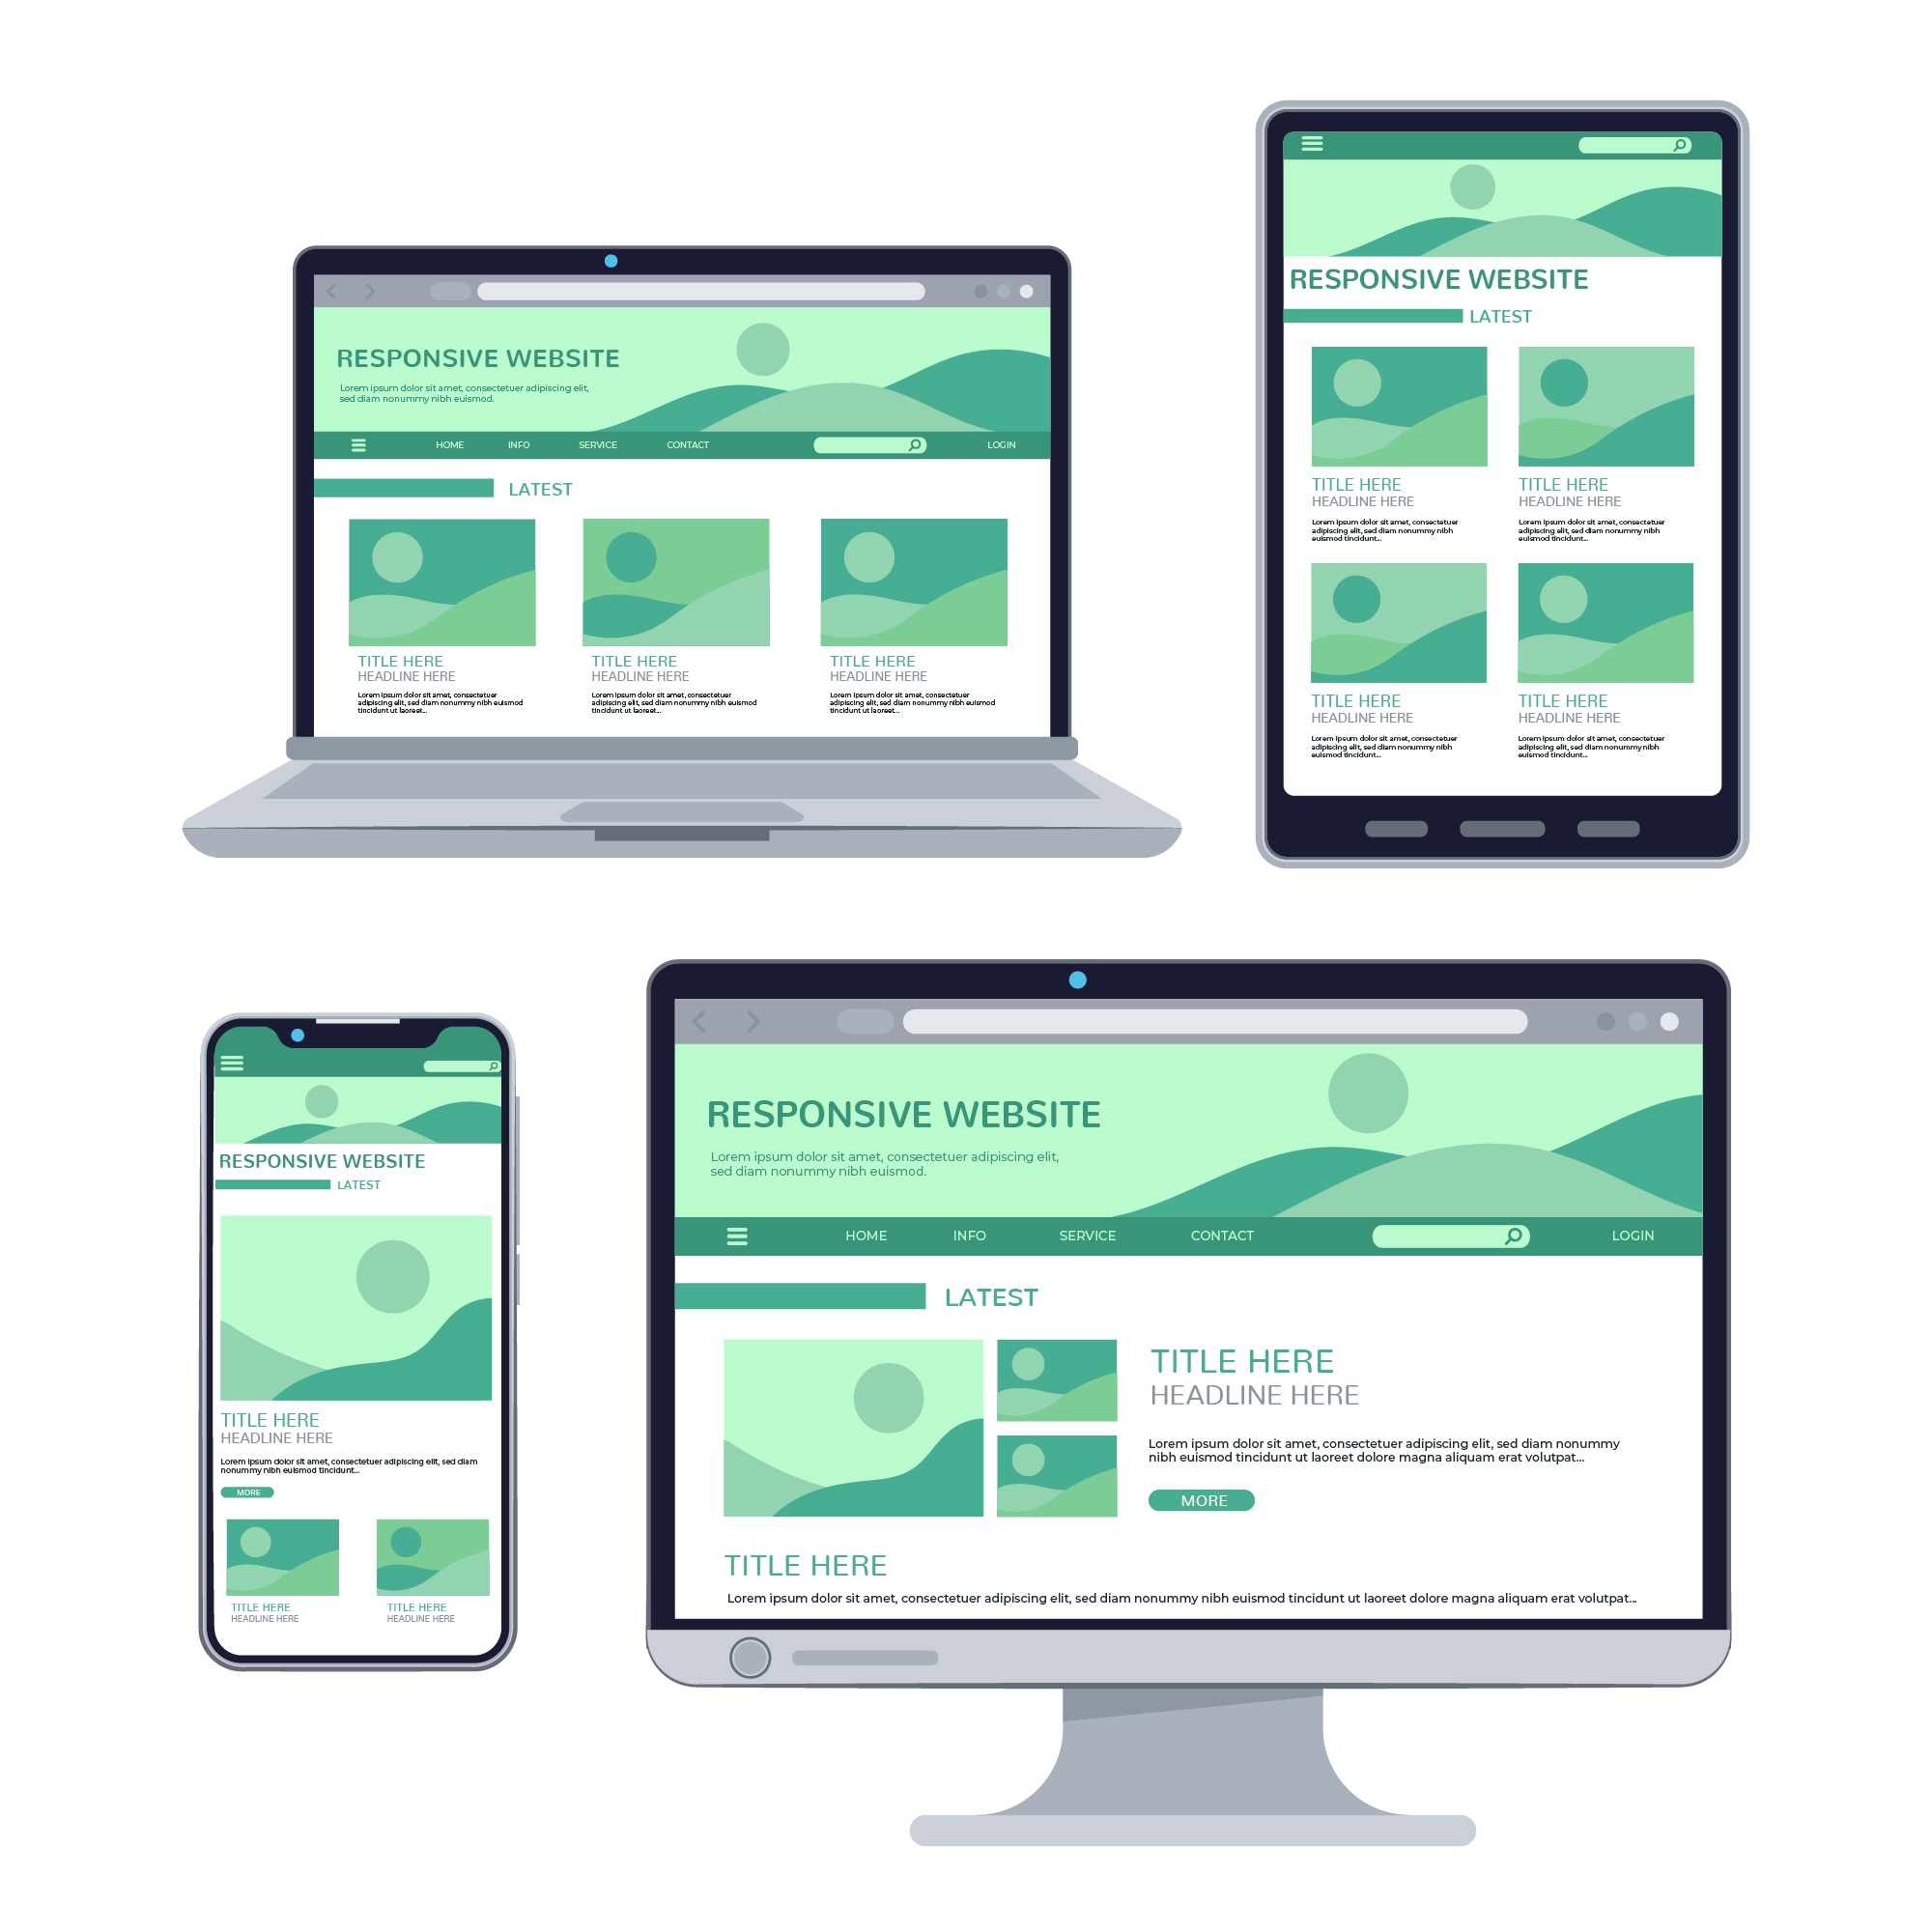 RESPONSIVE WEBSITE
Lorem ipsum dolor sit amet, consectetuer adipiscing elit,
sed diam nonummy nibh euismod.
HOME INFO SERVICE CONTACT LOGIN
LATEST
TITLE HERE
HEADLINE HERE
Lorem ipsum dolor sit amet, consectetuer
adipiscing elit, sed diam nonummy nibh euismod
tincidunt ut laoreet...
TITLE HERE
HEADLINE HERE
Lorem ipsum dolor sit amet, consectetuer
adipiscing elit, sed diam nonummy nibh euismod
tincidunt ut laoreet...
TITLE HERE
HEADLINE HERE
Lorem ipsum dolor sit amet, consectetuer
adipiscing elit, sed diam nonummy nibh euismod
tincidunt ut laoreet...
RESPONSIVE WEBSITE
LATEST
TITLE HERE
HEADLINE HERE
Lorem ipsum dolor sit amet, consectetuer
adipiscing elit, sed diam nonummy nibh
euismod tincidunt...
TITLE HERE
HEADLINE HERE
Lorem ipsum dolor sit amet, consectetuer
adipiscing elit, sed diam nonummy nibh
euismod tincidunt...
TITLE HERE
HEADLINE HERE
Lorem ipsum dolor sit amet, consectetuer
adipiscing elit, sed diam nonummy nibh
euismod tincidunt...
TITLE HERE
HEADLINE HERE
Lorem ipsum dolor sit amet, consectetuer
adipiscing elit, sed diam nonummy nibh
euismod tincidunt...
RESPONSIVE WEBSITE
LATEST
TITLE HERE
HEADLINE HERE
Lorem ipsum dolor sit amet, consectetuer adipiscing elit, sed diam
nonummy nibh euismod tincidunt...
MORE
TITLE HERE
HEADLINE HERE
TITLE HERE
HEADLINE HERE
RESPONSIVE WEBSITE
Lorem ipsum dolor sit amet, consectetuer adipiscing elit,
sed diam nonummy nibh euismod.
HOME INFO SERVICE CONTACT LOGIN
LATEST
TITLE HERE
HEADLINE HERE
Lorem ipsum dolor sit amet, consectetuer adipiscing elit, sed diam nonummy
nibh euismod tincidunt ut laoreet dolore magna aliquam erat volutpat...
MORE
TITLE HERE
Lorem ipsum dolor sit amet, consectetuer adipiscing elit, sed diam nonummy nibh euismod tincidunt ut laoreet dolore magna aliquam erat volutpat...